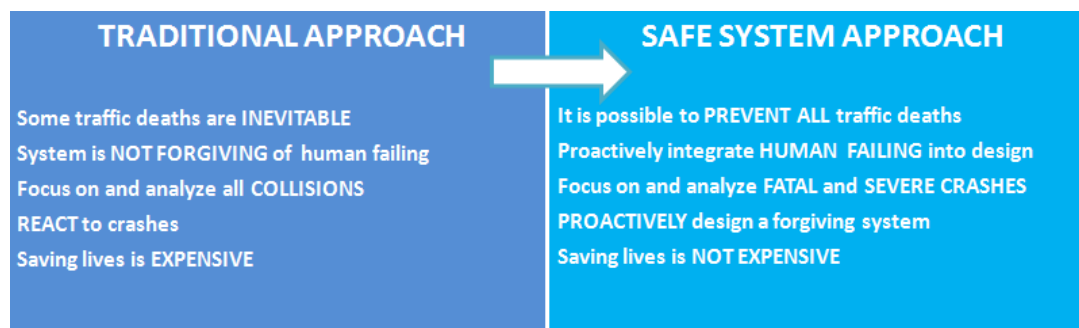 TRADITIONAL APPROACH
Some traffic deaths are INEVITABLE
System is NOT FORGIVING of human failing
Focus on and analyze all COLLISIONS
REACT to crashes
Saving lives is EXPENSIVE
SAFE SYSTEM APPROACH
It is possible to PREVENT ALL traffic deaths
Proactively integrate HUMAN FAILING into design
Focus on and analyze FATAL and SEVERE CRASHES
PROACTIVELY design a forgiving system
Saving lives is NOT EXPENSIVE